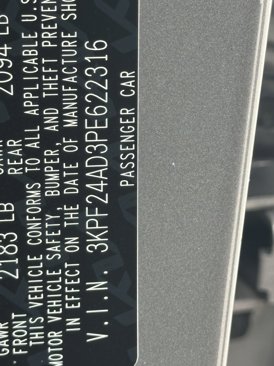 GAWR GAWR
FRONT REAR
2183 LB 2094 LB
THIS VEHICLE CONFORMS TO ALL APPLICABLE U.S
MOTOR VEHICLE SAFETY, BUMPER, AND THEFT PREVEN
IN EFFECT ON THE DATE OF MANUFACTURE SHO
V.I.N. 3KPF24AD3PE622316
PASSENGER CAR